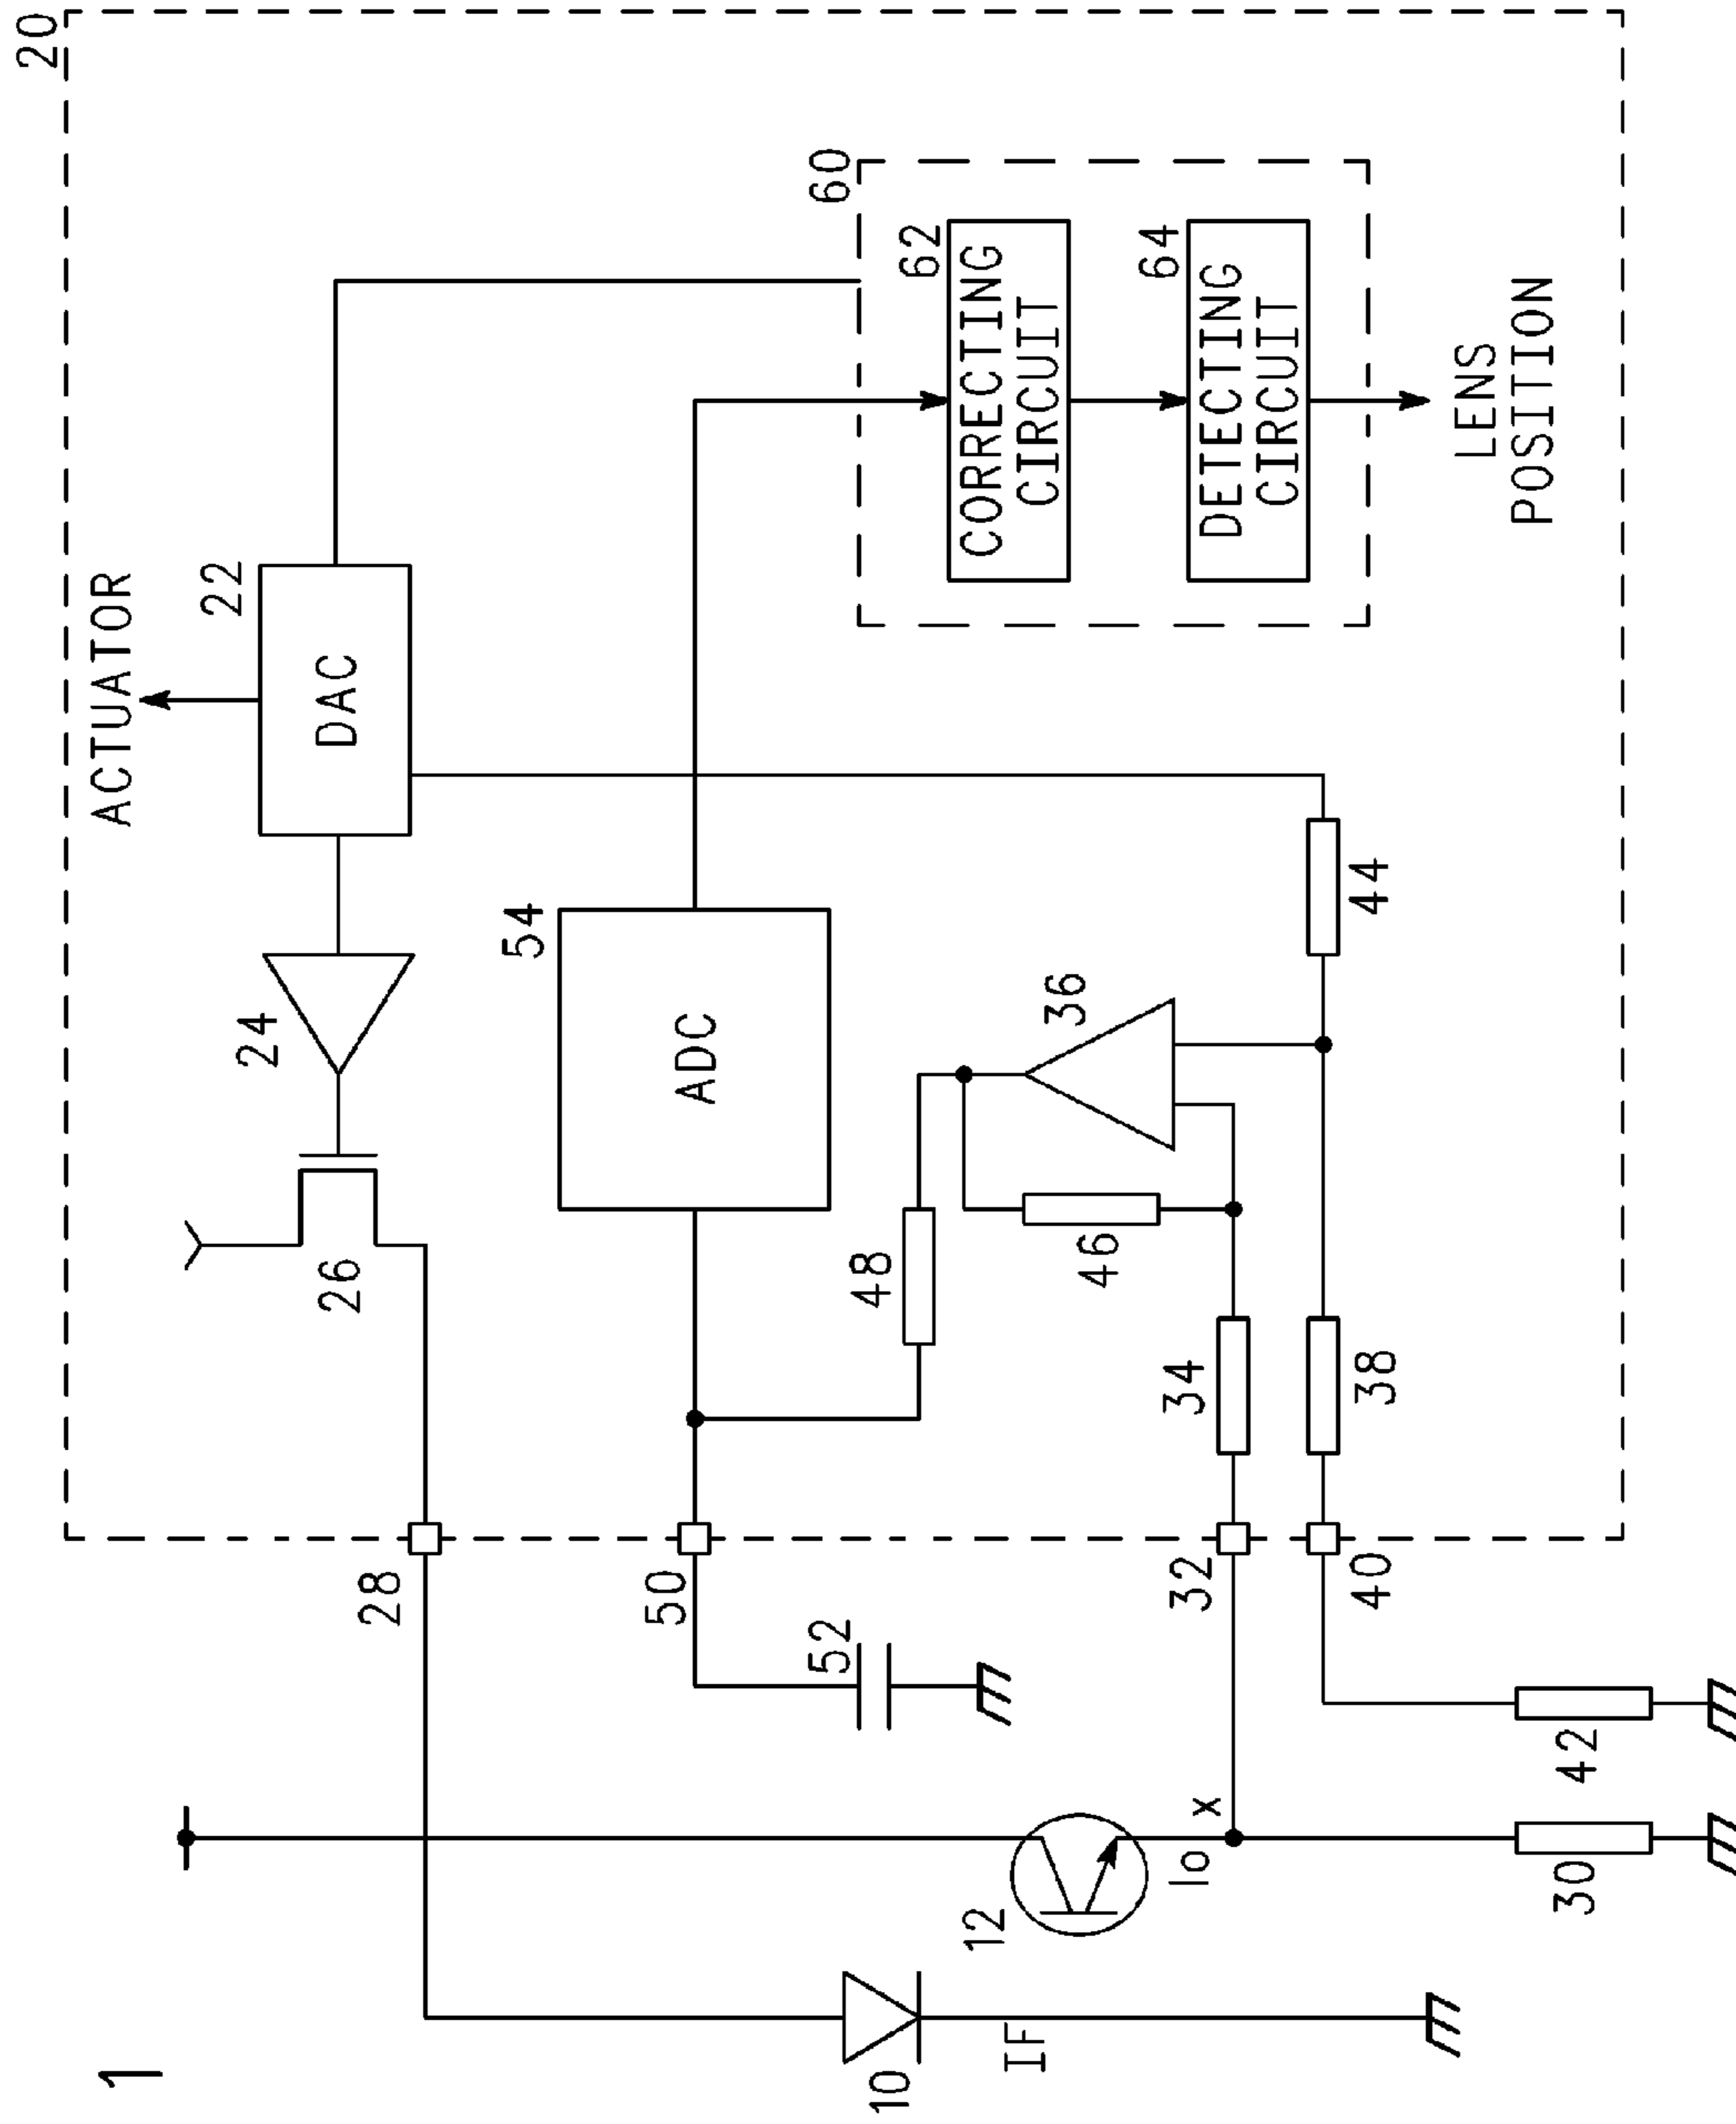 1
20
ACTUATOR
22
DAC
24
26
28
54
ADC
50
52
48
36
46
34
32
38
40
44
42
30
12
Io
x
10
IF
60
62
CORRECTING
CIRCUIT
64
DETECTING
CIRCUIT
LENS
POSITION